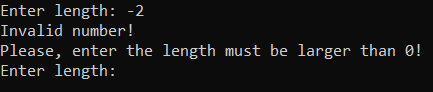 Enter length: -2
Invalid number!
Please, enter the length must be larger than 0!
Enter length: